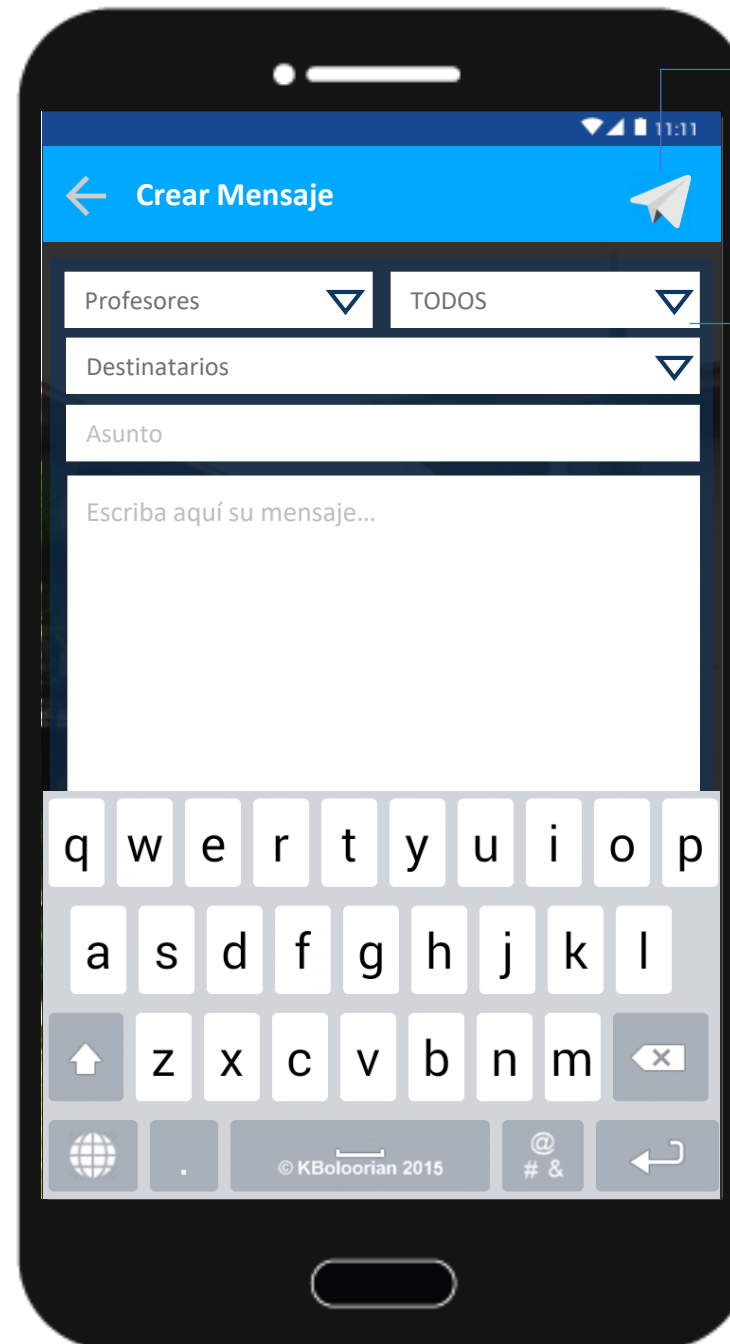 11:11
Crear Mensaje
Profesores TODOS
Destinatarios
Asunto
Escriba aquí su mensaje...
q w e r t y u i o p
a s d f g h j k l
z x c v b n m
. © KBoloorian 2015 @ # &